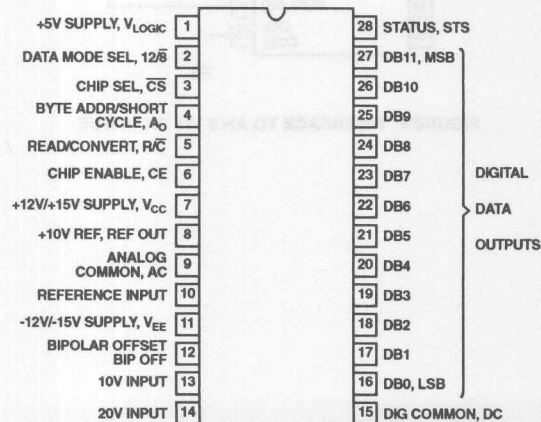 +5V SUPPLY, VLOGIC 1
DATA MODE SEL, 12/8̅ 2
CHIP SEL, C̅S̅ 3
BYTE ADDR/SHORT
CYCLE, AO 4
READ/CONVERT, R/C̅ 5
CHIP ENABLE, CE 6
+12V/+15V SUPPLY, VCC 7
+10V REF, REF OUT 8
ANALOG
COMMON, AC 9
REFERENCE INPUT 10
-12V/-15V SUPPLY, VEE 11
BIPOLAR OFFSET
BIP OFF 12
10V INPUT 13
20V INPUT 14
28 STATUS, STS
27 DB11, MSB
26 DB10
25 DB9
24 DB8
23 DB7
22 DB6
21 DB5
20 DB4
19 DB3
18 DB2
17 DB1
16 DB0, LSB
15 DIG COMMON, DC
DIGITAL
DATA
OUTPUTS